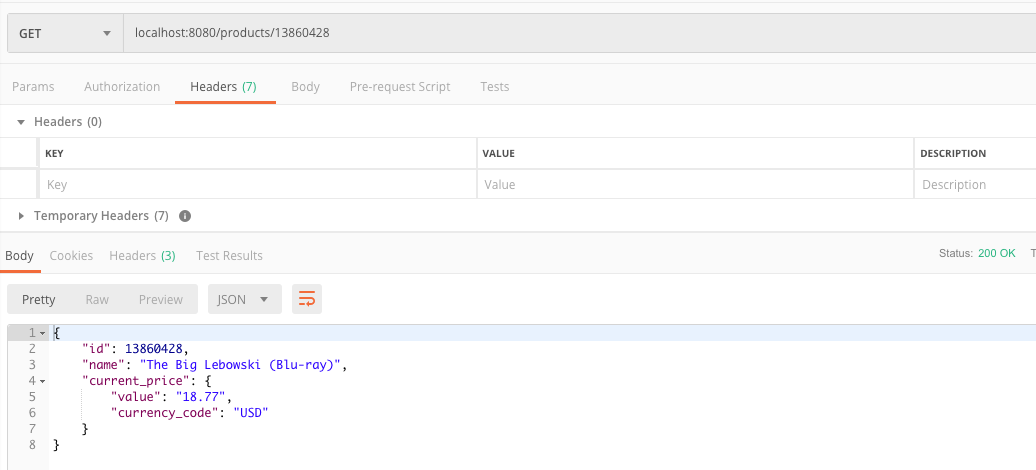 GET localhost:8080/products/13860428
Params Authorization Headers (7) Body Pre-request Script Tests
Headers (0)
KEY VALUE DESCRIPTION
Key Value Description
Temporary Headers (7) i
Body Cookies Headers (3) Test Results Status: 200 OK T
Pretty Raw Preview JSON
1 {
2 "id": 13860428,
3 "name": "The Big Lebowski (Blu-ray)",
4 "current_price": {
5 "value": "18.77",
6 "currency_code": "USD"
7 }
8 }